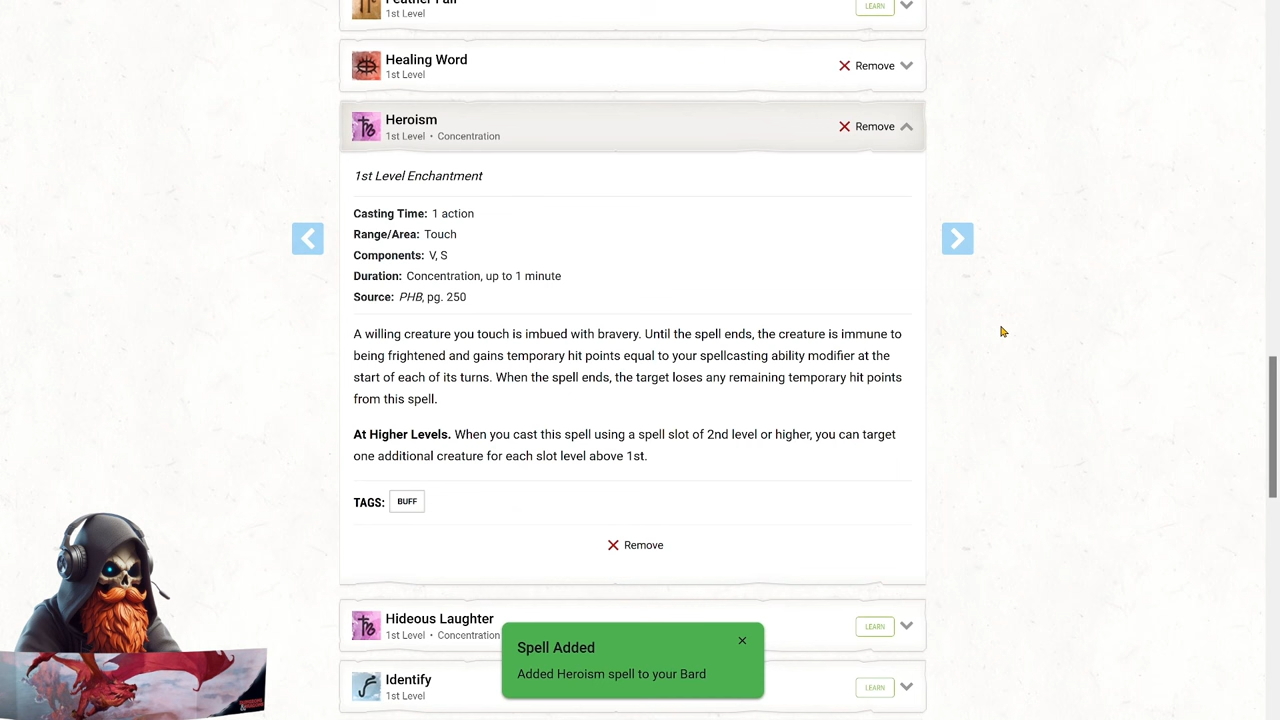 Feather Fall
1st Level
LEARN
Healing Word
1st Level
Remove
Heroism
1st Level • Concentration
Remove
1st Level Enchantment
Casting Time: 1 action
Range/Area: Touch
Components: V, S
Duration: Concentration, up to 1 minute
Source: PHB, pg. 250
A willing creature you touch is imbued with bravery. Until the spell ends, the creature is immune to
being frightened and gains temporary hit points equal to your spellcasting ability modifier at the
start of each of its turns. When the spell ends, the target loses any remaining temporary hit points
from this spell.
At Higher Levels. When you cast this spell using a spell slot of 2nd level or higher, you can target
one additional creature for each slot level above 1st.
TAGS: BUFF
Remove
Hideous Laughter
1st Level • Concentration
LEARN
Spell Added
Added Heroism spell to your Bard
Identify
1st Level
LEARN
DUNGEONS
& DRAGONS